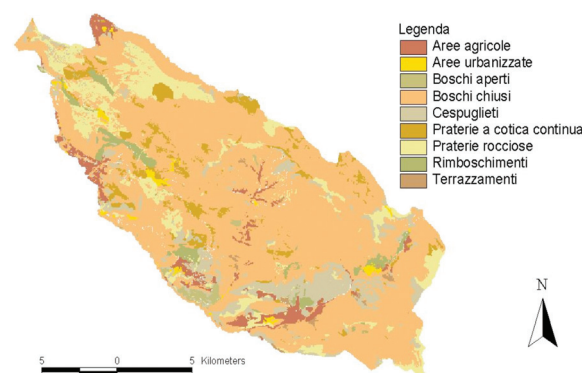 Legenda
Aree agricole
Aree urbanizzate
Boschi aperti
Boschi chiusi
Cespuglieti
Praterie a cotica continua
Praterie rocciose
Rimboschimenti
Terrazzamenti
N
5 0 5 Kilometers